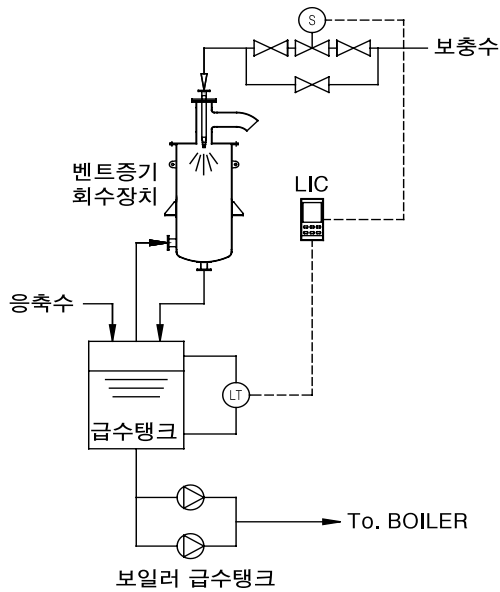 S
보충수
벤트증기
회수장치
LIC
응축수
LT
급수탱크
To. BOILER
보일러 급수탱크